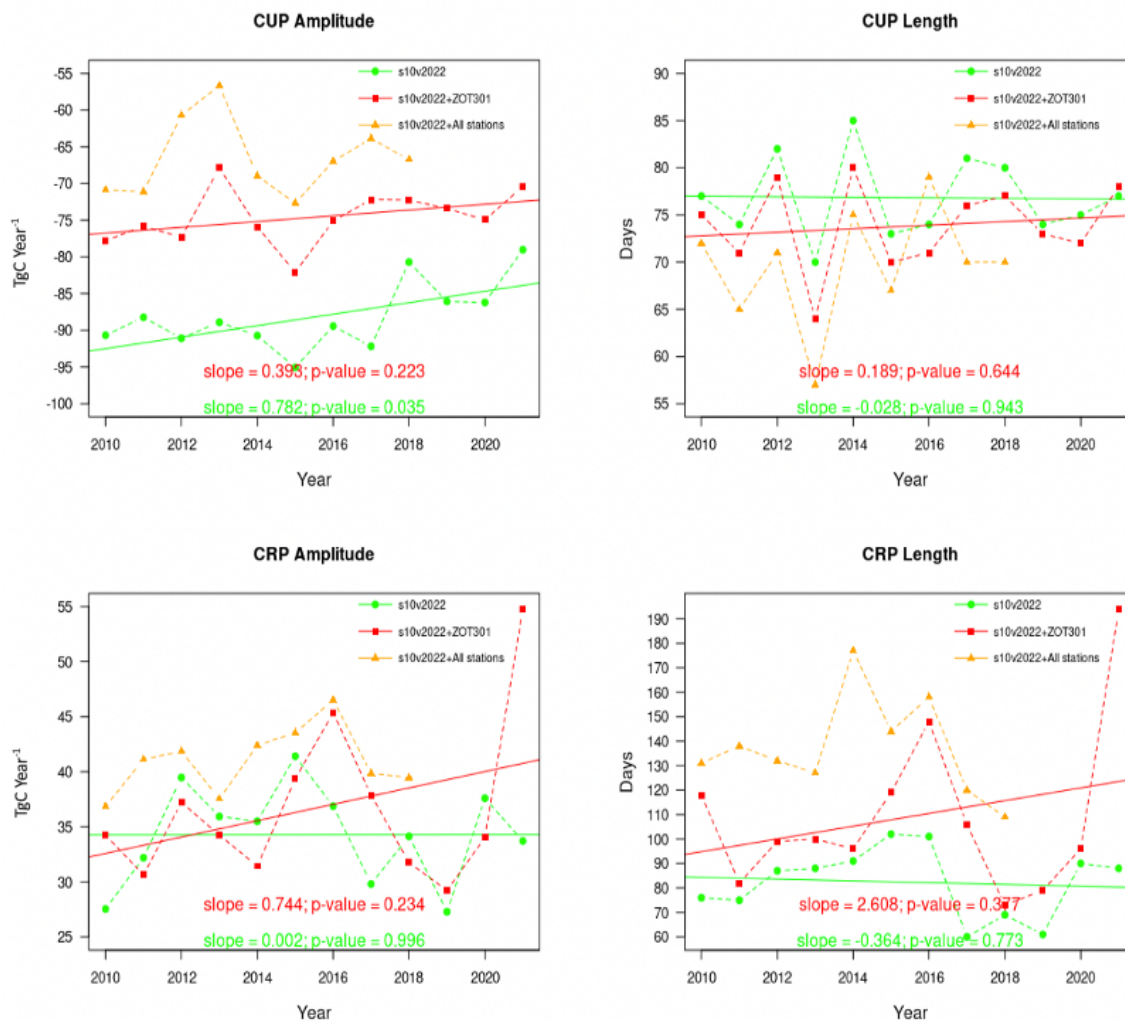 CUP Amplitude
TgC Year-1
-55
-60
-65
-70
-75
-80
-85
-90
-95
-100
s10v2022
s10v2022+ZOT301
s10v2022+All stations
slope = 0.393; p-value = 0.223
slope = 0.782; p-value = 0.035
2010 2012 2014 2016 2018 2020
Year
CUP Length
Days
90
85
80
75
70
65
60
55
s10v2022
s10v2022+ZOT301
s10v2022+All stations
slope = 0.189; p-value = 0.644
slope = -0.028; p-value = 0.943
2010 2012 2014 2016 2018 2020
Year
CRP Amplitude
TgC Year-1
55
50
45
40
35
30
25
s10v2022
s10v2022+ZOT301
s10v2022+All stations
slope = 0.744; p-value = 0.234
slope = 0.002; p-value = 0.996
2010 2012 2014 2016 2018 2020
Year
CRP Length
Days
190
180
170
160
150
140
130
120
110
100
90
80
70
60
s10v2022
s10v2022+ZOT301
s10v2022+All stations
slope = 2.608; p-value = 0.377
slope = -0.364; p-value = 0.773
2010 2012 2014 2016 2018 2020
Year